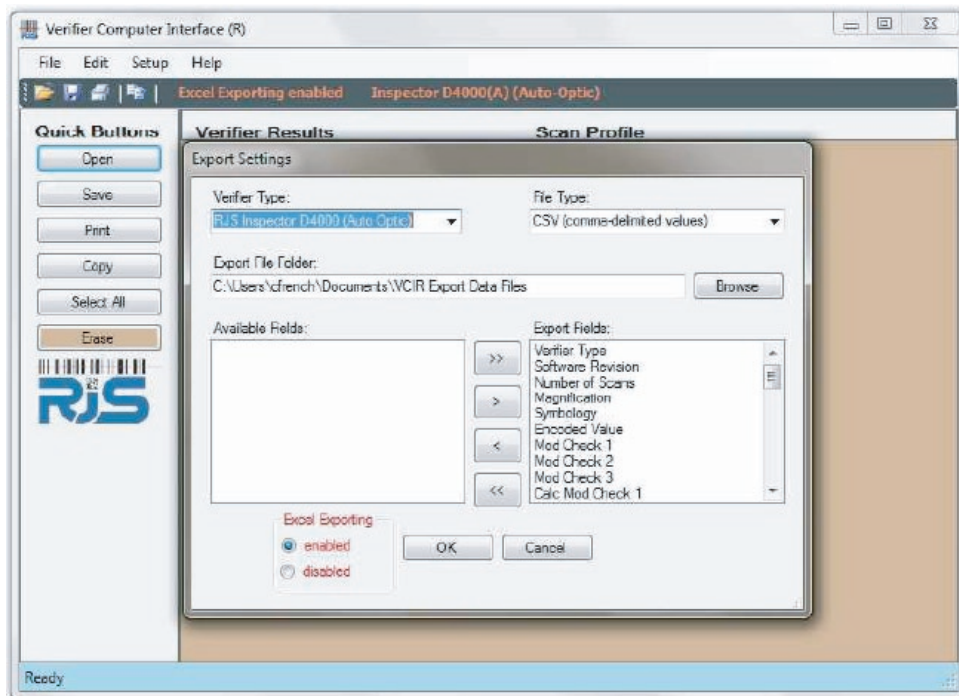 Verifier Computer Interface (R)
File Edit Setup Help
Excel Exporting enabled Inspector D4000(A) (Auto-Optic)
Quick Buttons
Verifier Results
Scan Profile
Open
Save
Print
Copy
Select All
Erase
RJS
Export Settings
Verifier Type:
File Type:
RJS Inspector D4000 (Auto Optic)
CSV (comma-delimited values)
Export File Folder:
C:\Users\cfrench\Documents\VCIR Export Data Files
Browse
Available Fields:
Export Fields:
>>
>
<
<<
Verifier Type
Software Revision
Number of Scans
Magnification
Symbology
Encoded Value
Mod Check 1
Mod Check 2
Mod Check 3
Calc Mod Check 1
Excel Exporting
enabled
disabled
OK
Cancel
Ready